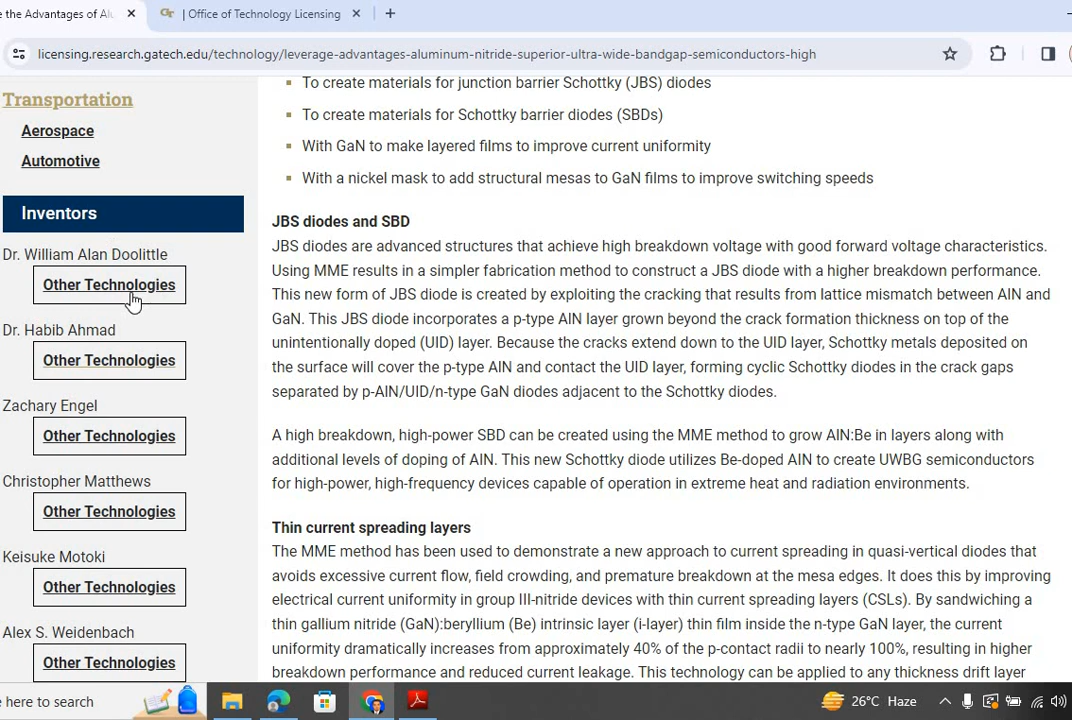 e the Advantages of Al
| Office of Technology Licensing
licensing.research.gatech.edu/technology/leverage-advantages-aluminum-nitride-superior-ultra-wide-bandgap-semiconductors-high
Transportation
Aerospace
Automotive
Inventors
Dr. William Alan Doolittle
Other Technologies
Dr. Habib Ahmad
Other Technologies
Zachary Engel
Other Technologies
Christopher Matthews
Other Technologies
Keisuke Motoki
Other Technologies
Alex S. Weidenbach
Other Technologies
To create materials for junction barrier Schottky (JBS) diodes
To create materials for Schottky barrier diodes (SBDs)
With GaN to make layered films to improve current uniformity
With a nickel mask to add structural mesas to GaN films to improve switching speeds
JBS diodes and SBD
JBS diodes are advanced structures that achieve high breakdown voltage with good forward voltage characteristics.
Using MME results in a simpler fabrication method to construct a JBS diode with a higher breakdown performance.
This new form of JBS diode is created by exploiting the cracking that results from lattice mismatch between AlN and
GaN. This JBS diode incorporates a p-type AlN layer grown beyond the crack formation thickness on top of the
unintentionally doped (UID) layer. Because the cracks extend down to the UID layer, Schottky metals deposited on
the surface will cover the p-type AlN and contact the UID layer, forming cyclic Schottky diodes in the crack gaps
separated by p-AlN/UID/n-type GaN diodes adjacent to the Schottky diodes.
A high breakdown, high-power SBD can be created using the MME method to grow AlN:Be in layers along with
additional levels of doping of AlN. This new Schottky diode utilizes Be-doped AlN to create UWBG semiconductors
for high-power, high-frequency devices capable of operation in extreme heat and radiation environments.
Thin current spreading layers
The MME method has been used to demonstrate a new approach to current spreading in quasi-vertical diodes that
avoids excessive current flow, field crowding, and premature breakdown at the mesa edges. It does this by improving
electrical current uniformity in group III-nitride devices with thin current spreading layers (CSLs). By sandwiching a
thin gallium nitride (GaN):beryllium (Be) intrinsic layer (i-layer) thin film inside the n-type GaN layer, the current
uniformity dramatically increases from approximately 40% of the p-contact radii to nearly 100%, resulting in higher
breakdown performance and reduced current leakage. This technology can be applied to any thickness drift layer
here to search
26°C Haze